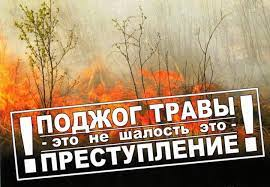 ПОДЖОГ ТРАВЫ
- это не шалость, это -
! ПРЕСТУПЛЕНИЕ !